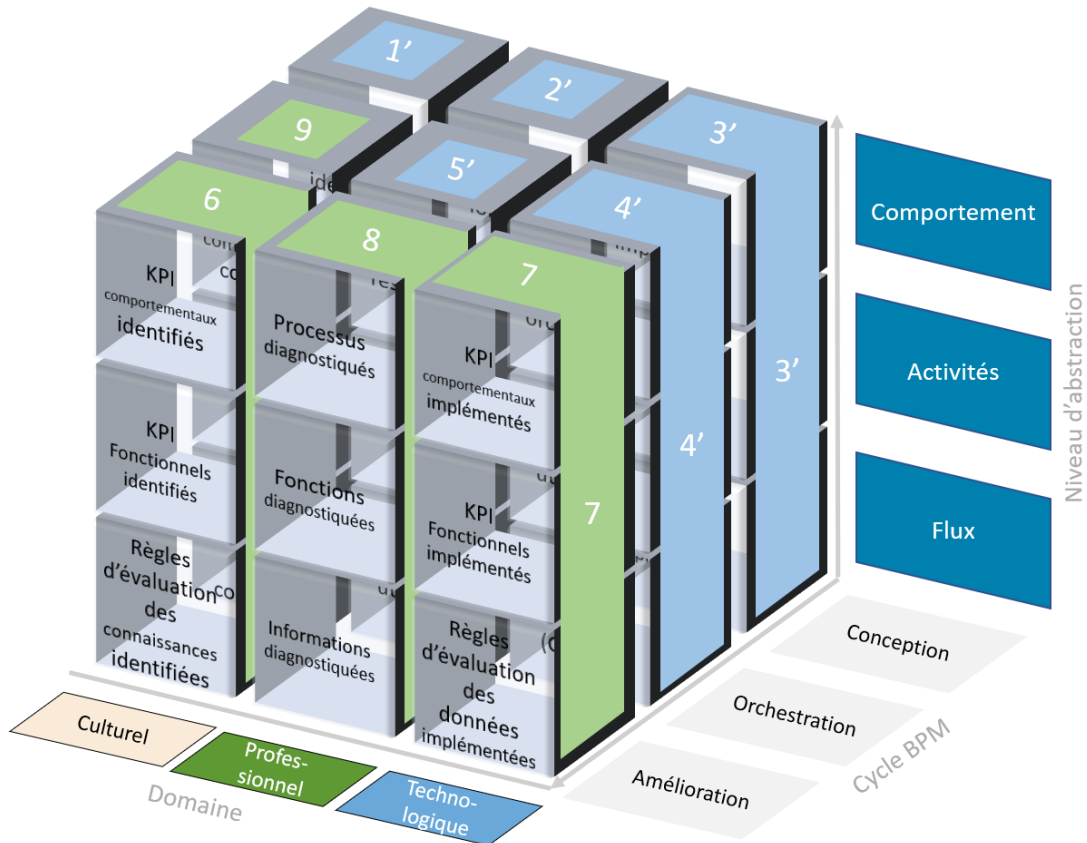 1’
2’
3’
9
5’
4’
6
8
7
3’
4’
7
KPI
comportementaux
identifiés
KPI
Fonctionnels
identifiés
Règles
d’évaluation
des
connaissances
identifiées
Processus
diagnostiqués
Fonctions
diagnostiquées
Informations
diagnostiquées
KPI
comportementaux
implémentés
KPI
Fonctionnels
implémentés
Règles
d’évaluation
des
données
implémentées
Comportement
Activités
Flux
Niveau d’abstraction
Conception
Orchestration
Amélioration
Cycle BPM
Culturel
Profes-
sionnel
Techno-
logique
Domaine